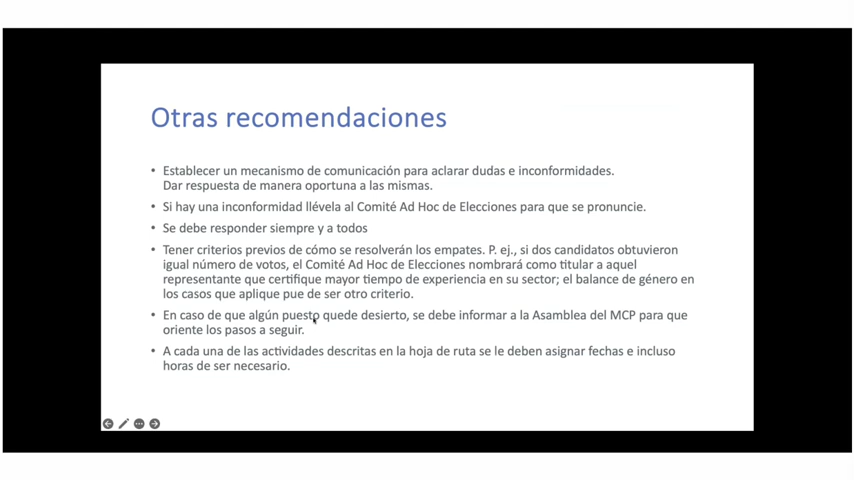 Otras recomendaciones
• Establecer un mecanismo de comunicación para aclarar dudas e inconformidades.
Dar respuesta de manera oportuna a las mismas.
• Si hay una inconformidad llévela al Comité Ad Hoc de Elecciones para que se pronuncie.
• Se debe responder siempre y a todos
• Tener criterios previos de cómo se resolverán los empates. P. ej., si dos candidatos obtuvieron
igual número de votos, el Comité Ad Hoc de Elecciones nombrará como titular a aquel
representante que certifique mayor tiempo de experiencia en su sector; el balance de género en
los casos que aplique pue de ser otro criterio.
• En caso de que algún puesto quede desierto, se debe informar a la Asamblea del MCP para que
oriente los pasos a seguir.
• A cada una de las actividades descritas en la hoja de ruta se le deben asignar fechas e incluso
horas de ser necesario.